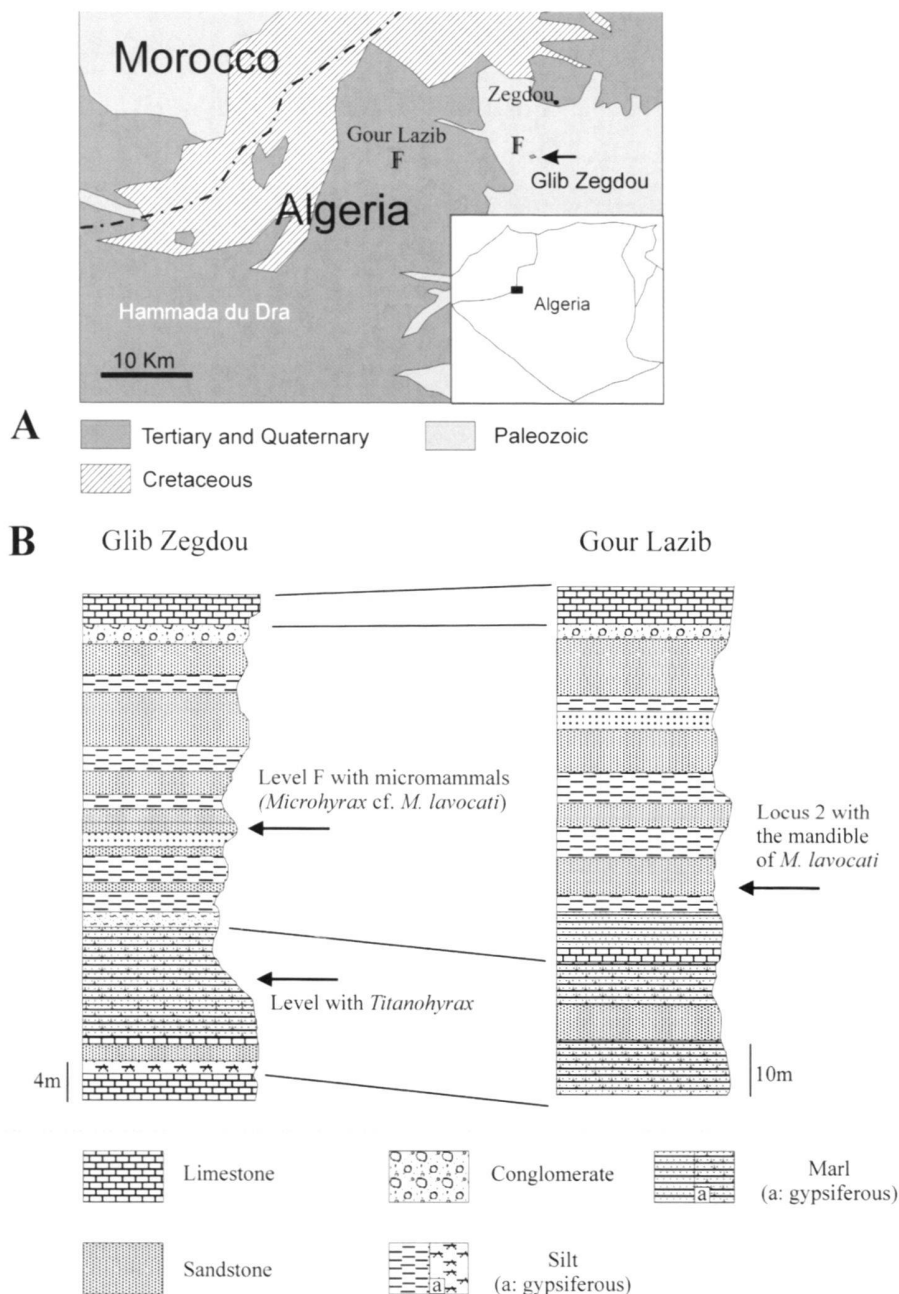 Morocco
Zegdou
Gour Lazib
F
F
Glib Zegdou
Algeria
Hammada du Dra
Algeria
10 Km
A
Tertiary and Quaternary
Paleozoic
Cretaceous
B
Glib Zegdou
Gour Lazib
Level F with micromammals
(Microhyrax cf. M. lavocati)
Locus 2 with
the mandible
of M. lavocati
Level with Titanohyrax
4m
10m
Limestone
Conglomerate
a
Marl
(a: gypsiferous)
Sandstone
a
Silt
(a: gypsiferous)